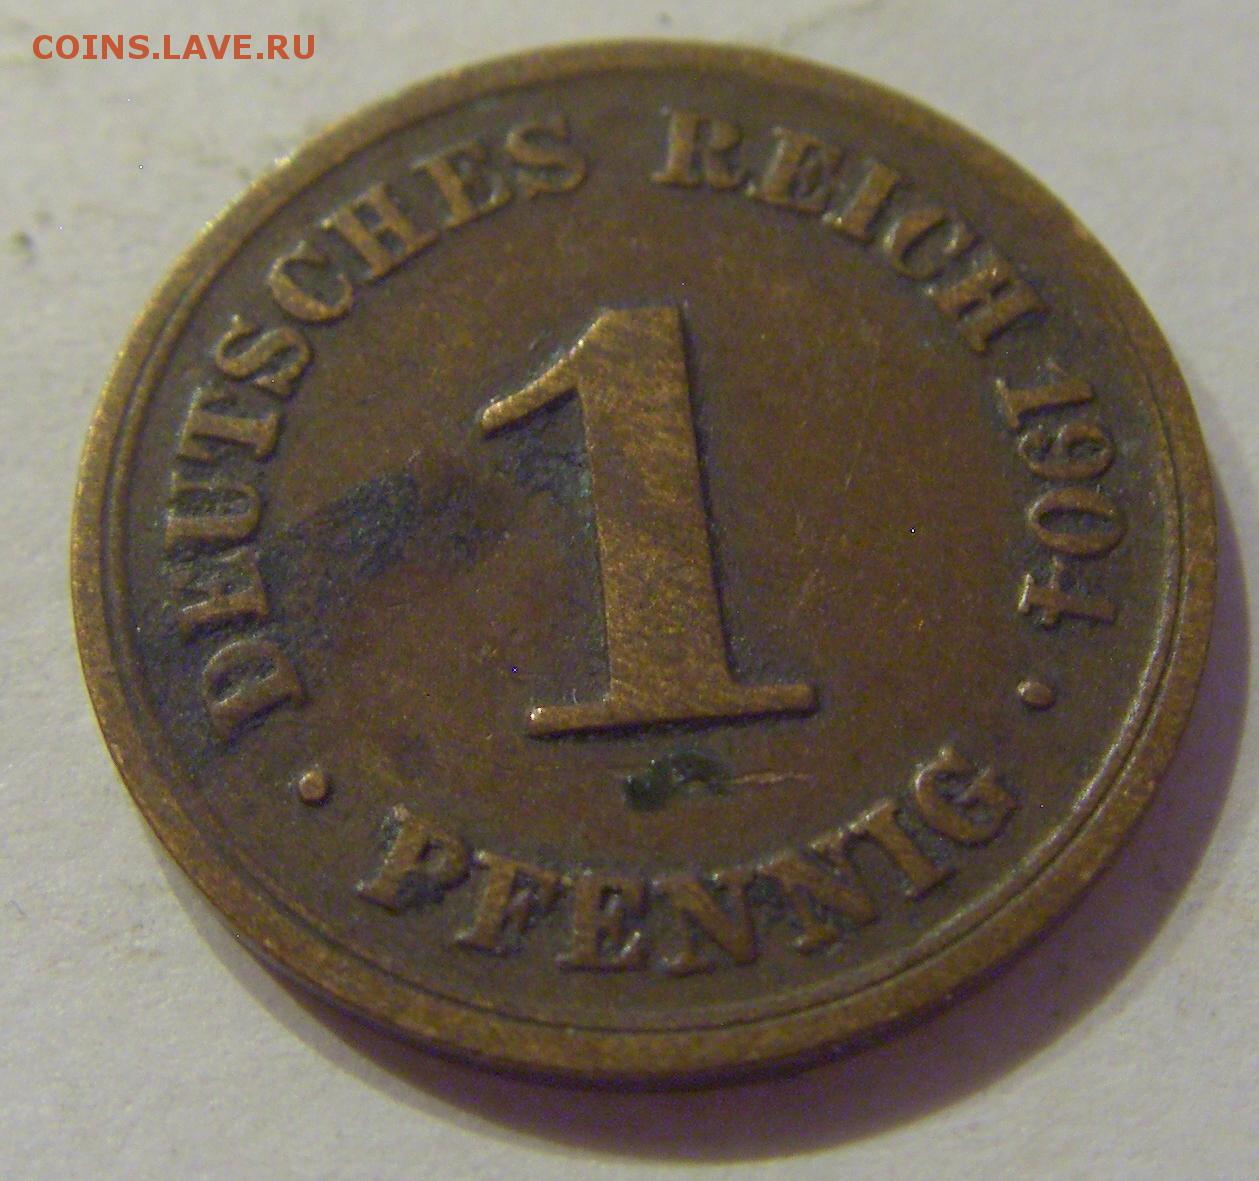 COINS.LAVE.RU
DEUTSCHES REICH 1904 ·
1
· PFENNIG